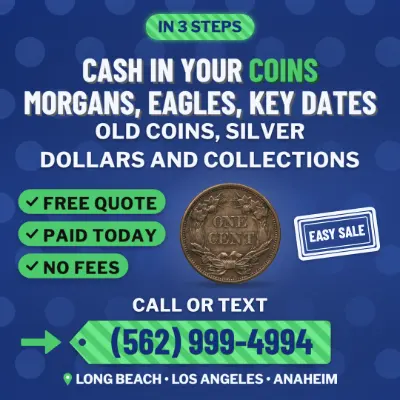 IN 3 STEPS
CASH IN YOUR COINS
MORGANS, EAGLES, KEY DATES
OLD COINS, SILVER
DOLLARS AND COLLECTIONS
✓ FREE QUOTE
✓ PAID TODAY
✓ NO FEES
ONE
CENT
EASY SALE
CALL OR TEXT
(562) 999-4994
LONG BEACH • LOS ANGELES • ANAHEIM